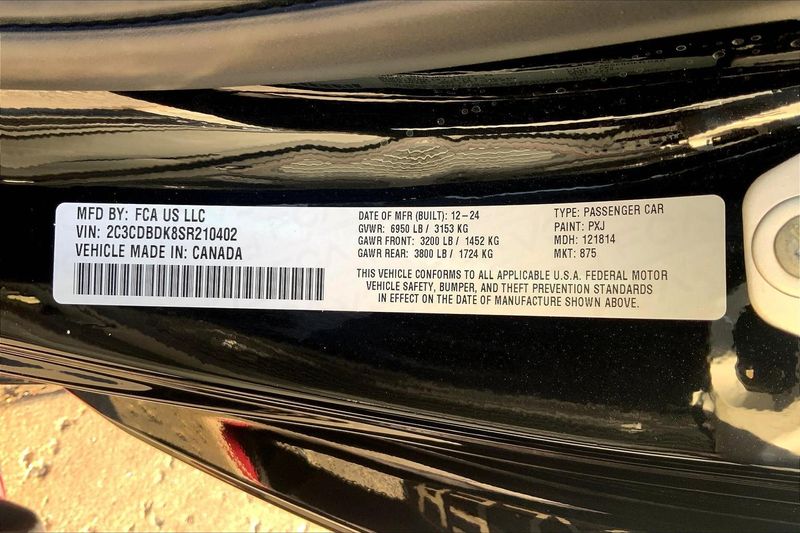 MFD BY: FCA US LLC
VIN: 2C3CDBDK8SR210402
VEHICLE MADE IN: CANADA
DATE OF MFR (BUILT): 12-24
GVWR: 6950 LB / 3153 KG
GAWR FRONT: 3200 LB / 1452 KG
GAWR REAR: 3800 LB / 1724 KG
TYPE: PASSENGER CAR
PAINT: PXJ
MDH: 121814
MKT: 875
THIS VEHICLE CONFORMS TO ALL APPLICABLE U.S.A. FEDERAL MOTOR
VEHICLE SAFETY, BUMPER, AND THEFT PREVENTION STANDARDS
IN EFFECT ON THE DATE OF MANUFACTURE SHOWN ABOVE.